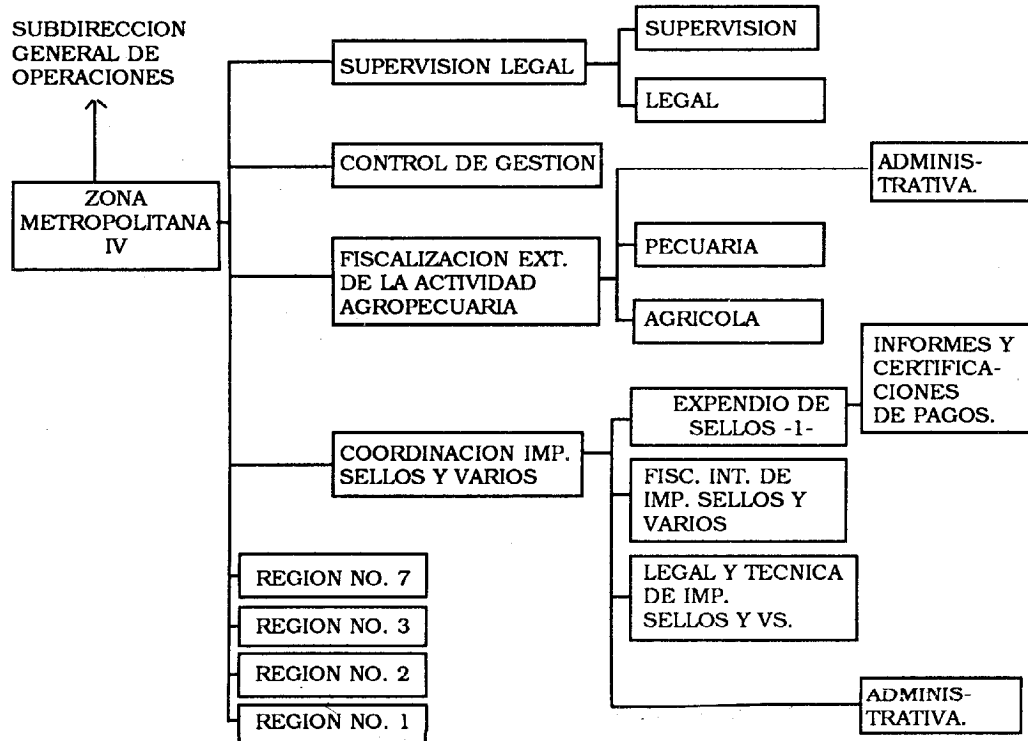 SUBDIRECCION
GENERAL DE
OPERACIONES
ZONA
METROPOLITANA
IV
SUPERVISION LEGAL
SUPERVISION
LEGAL
CONTROL DE GESTION
FISCALIZACION EXT.
DE LA ACTIVIDAD
AGROPECUARIA
ADMINIS-
TRATIVA.
PECUARIA
AGRICOLA
COORDINACION IMP.
SELLOS Y VARIOS
EXPENDIO DE
SELLOS -1-
INFORMES Y
CERTIFICA-
CIONES
DE PAGOS.
FISC. INT. DE
IMP. SELLOS Y
VARIOS
LEGAL Y TECNICA
DE IMP.
SELLOS Y VS.
ADMINIS-
TRATIVA.
REGION NO. 7
REGION NO. 3
REGION NO. 2
REGION NO. 1